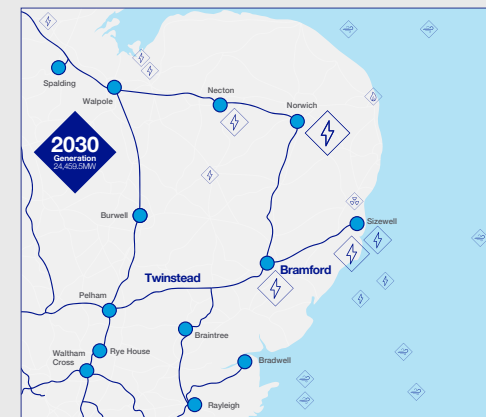 Spalding
Walpole
Necton
Norwich
2030
Generation
24,459.5MW
Burwell
Sizewell
Twinstead
Bramford
Pelham
Braintree
Rye House
Waltham
Cross
Bradwell
Rayleigh